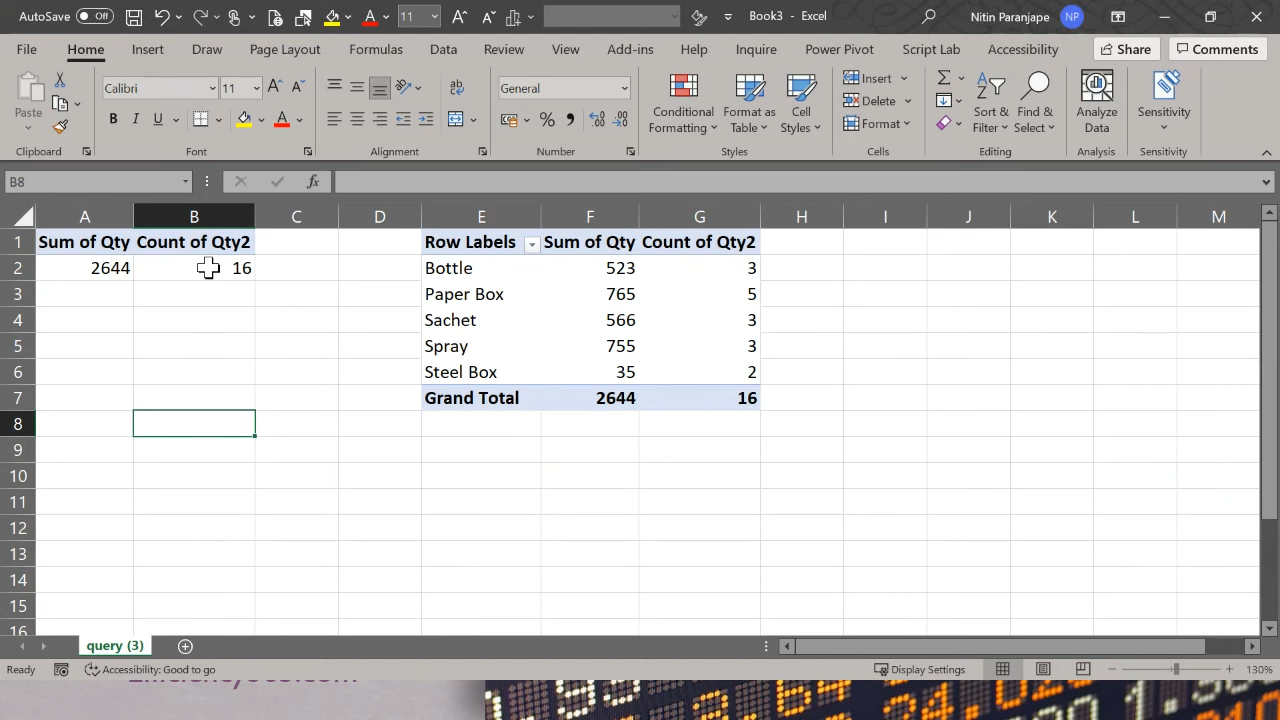 AutoSave Off 11 Book3 - Excel Nitin Paranjape NP
File Home Insert Draw Page Layout Formulas Data Review View Add-ins Help Inquire Power Pivot Script Lab Accessibility Share Comments
Paste Calibri 11 General Conditional Formatting Format as Table Cell Styles Insert Delete Format Sort & Filter Find & Select Analyze Data Sensitivity
Clipboard Font Alignment Number Styles Cells Editing Analysis Sensitivity
B8 fx
A B C D E F G H I J K L M
1 Sum of Qty Count of Qty2 Row Labels Sum of Qty Count of Qty2
2 2644 16 Bottle 523 3
3 Paper Box 765 5
4 Sachet 566 3
5 Spray 755 3
6 Steel Box 35 2
7 Grand Total 2644 16
8
9
10
11
12
13
14
15
16
query (3)
Ready Accessibility: Good to go Display Settings 130%